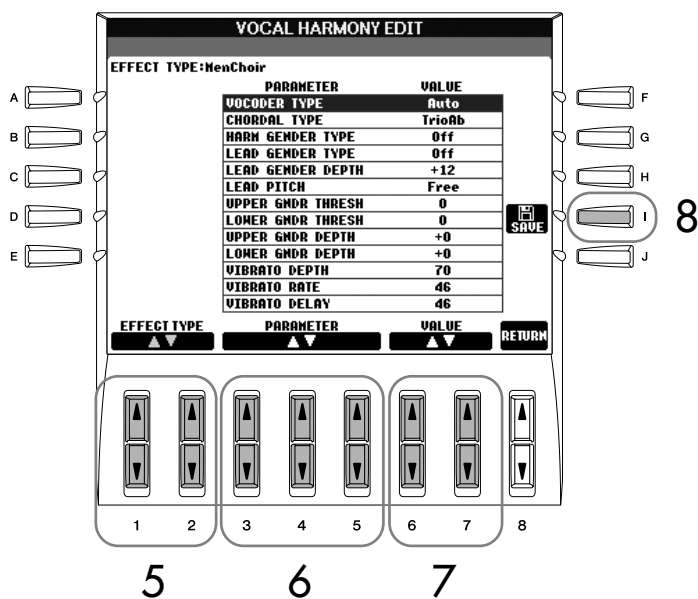 VOCAL HARMONY EDIT
EFFECT TYPE:MenChoir
PARAMETER VALUE
VOCODER TYPE Auto
CHORDAL TYPE TrioAb
HARM GENDER TYPE Off
LEAD GENDER TYPE Off
LEAD GENDER DEPTH +12
LEAD PITCH Free
UPPER GNDR THRESH 0
LOWER GNDR THRESH 0
UPPER GNDR DEPTH +0
LOWER GNDR DEPTH +0
VIBRATO DEPTH 70
VIBRATO RATE 46
VIBRATO DELAY 46
A
B
C
D
E
F
G
H
I
J
8
SAVE
EFFECT TYPE PARAMETER VALUE
RETURN
1 2 3 4 5 6 7 8
5 6 7